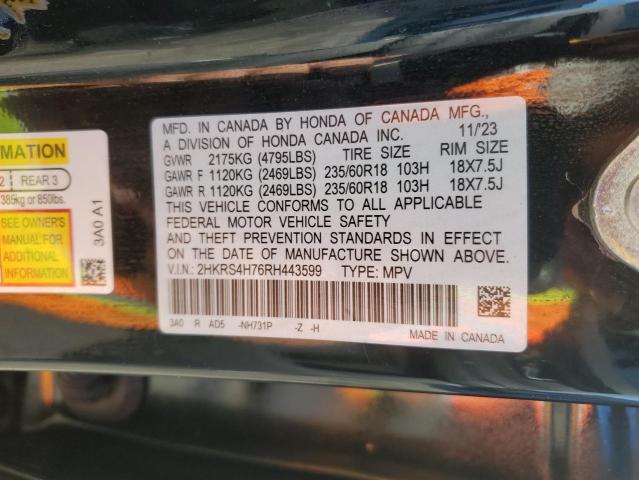 MATION
2 REAR 3
385kg or 850lbs.
SEE OWNER'S
MANUAL FOR
ADDITIONAL
INFORMATION
3A0 A1
MFD. IN CANADA BY HONDA OF CANADA MFG.,
A DIVISION OF HONDA CANADA INC. 11/'23
GVWR 2175KG (4795LBS) TIRE SIZE RIM SIZE
GAWR F 1120KG (2469LBS) 235/60R18 103H 18X7.5J
GAWR R 1120KG (2469LBS) 235/60R18 103H 18X7.5J
THIS VEHICLE CONFORMS TO ALL APPLICABLE
FEDERAL MOTOR VEHICLE SAFETY
AND THEFT PREVENTION STANDARDS IN EFFECT
ON THE DATE OF MANUFACTURE SHOWN ABOVE.
V.I.N.: 2HKRS4H76RH443599 TYPE: MPV
3A0 R AD5 -NH731P -Z -H
MADE IN CANADA